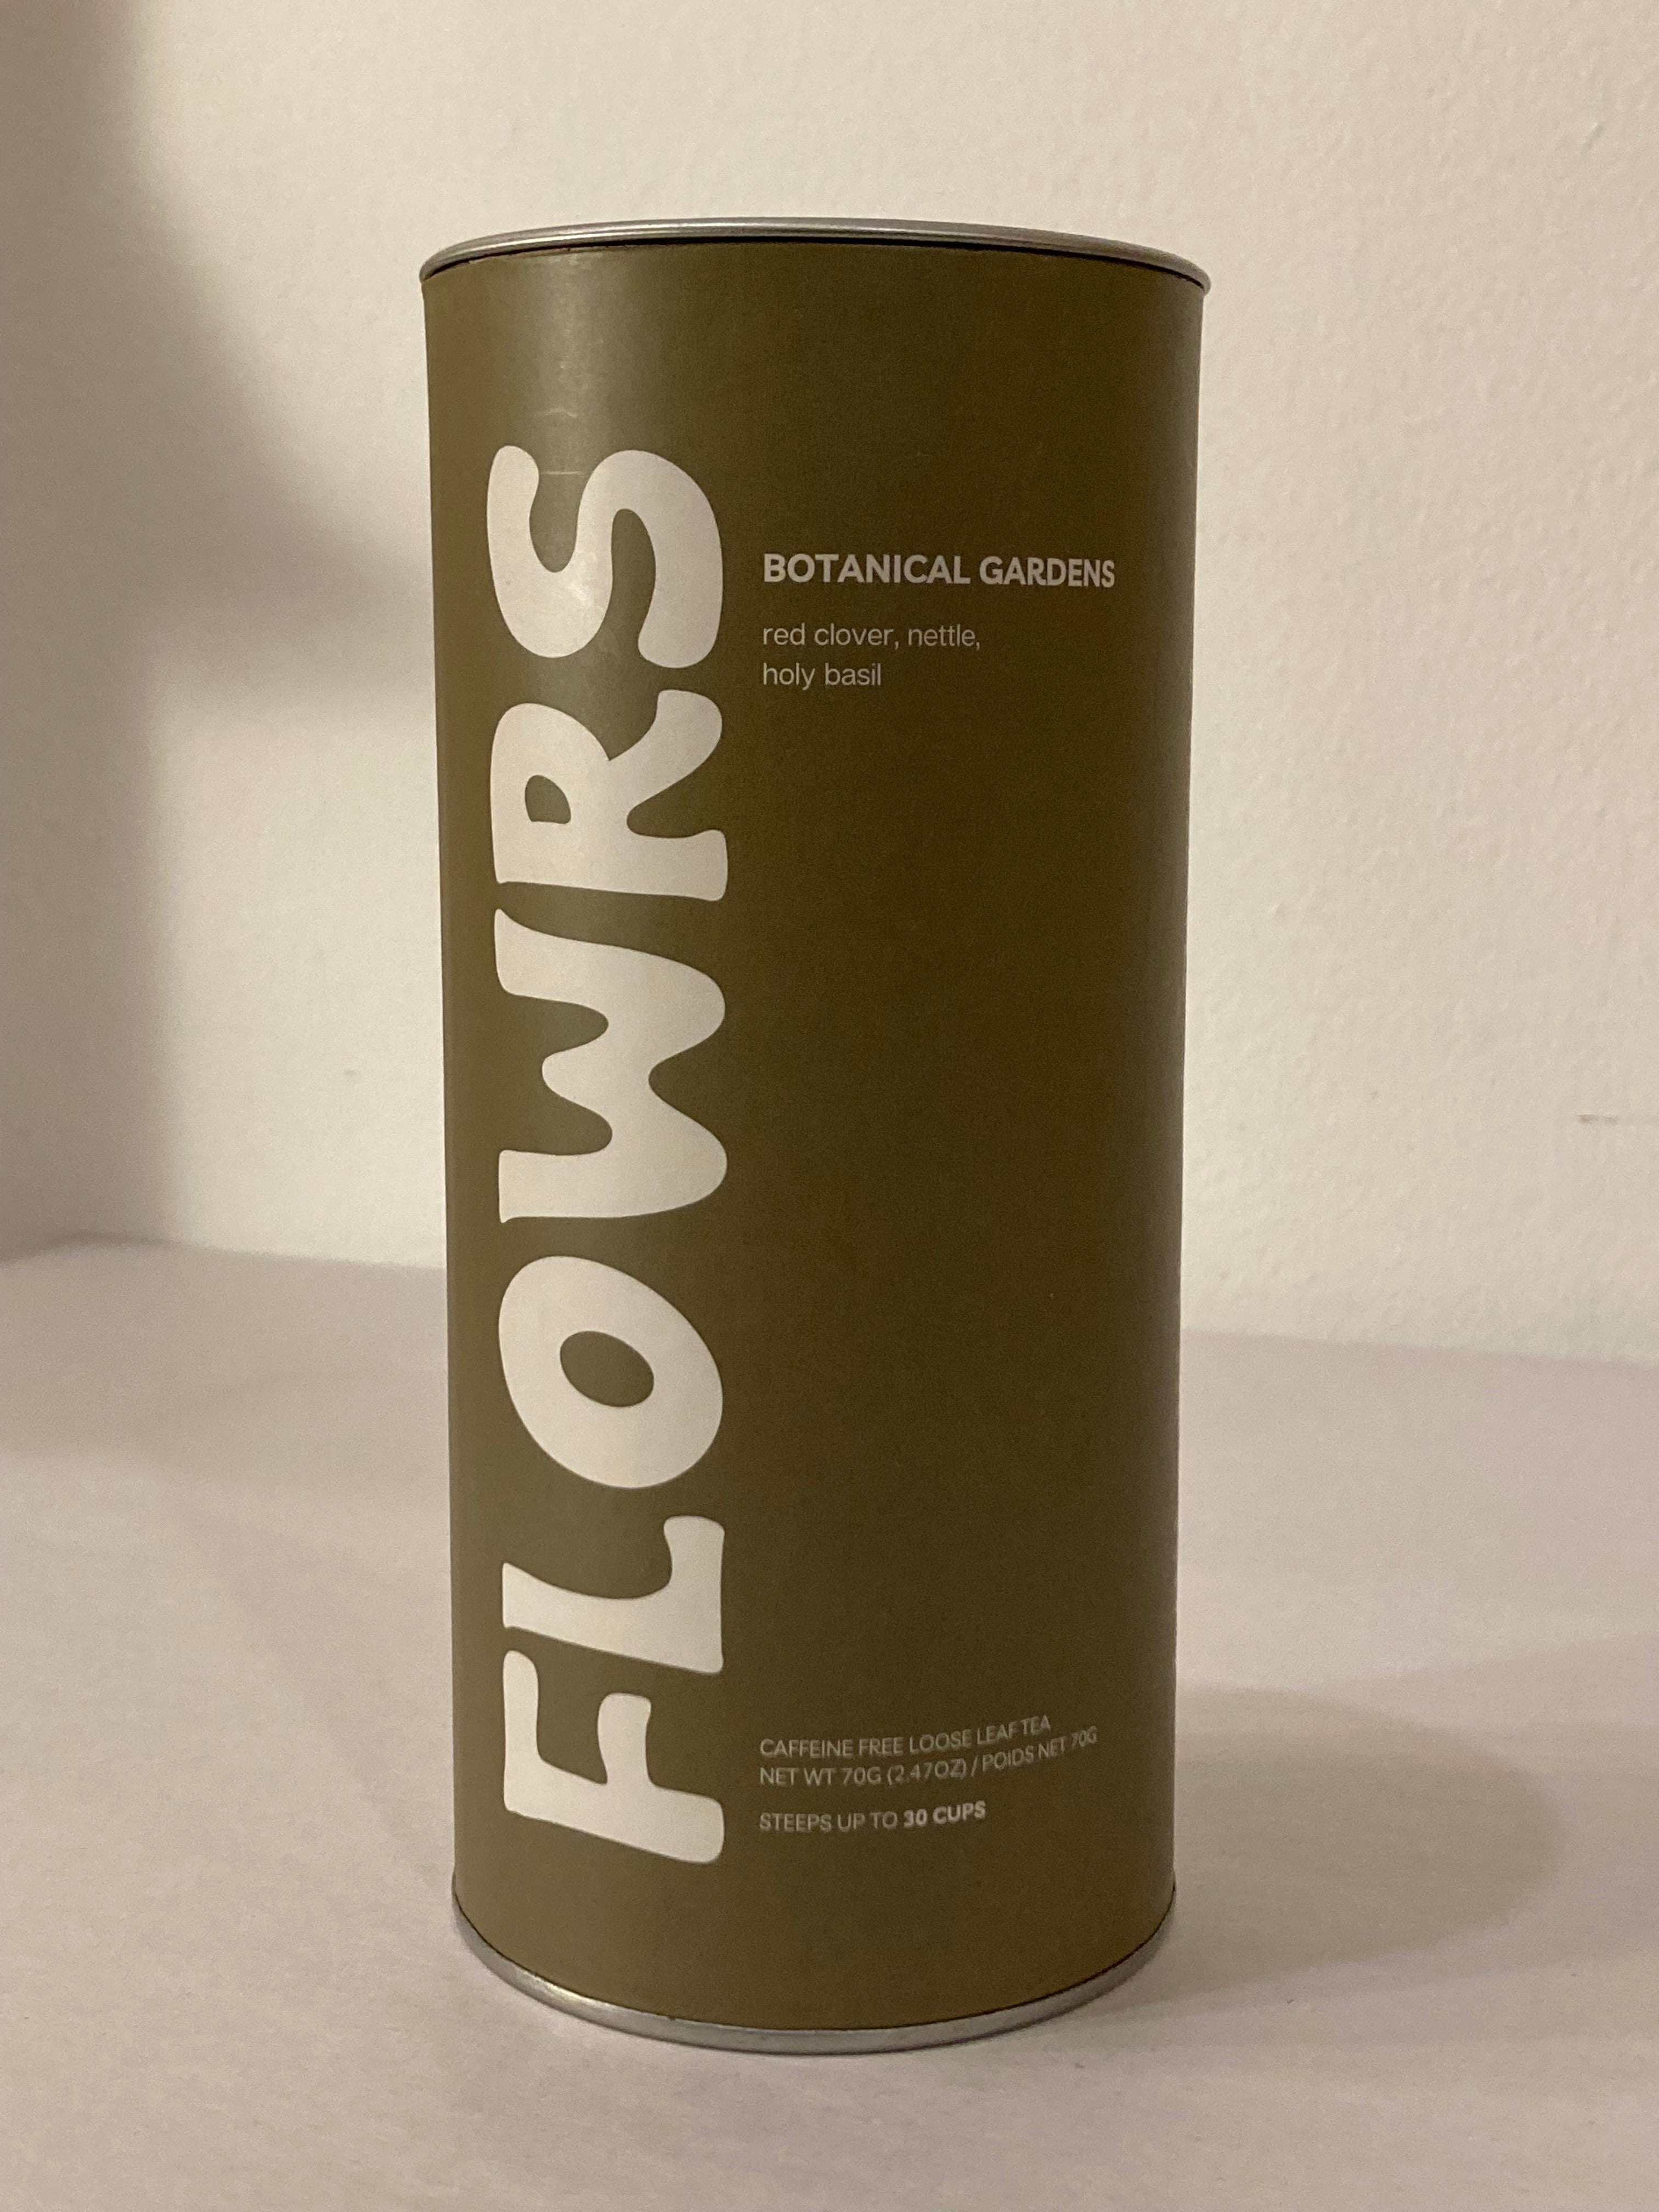 FLOWRS
BOTANICAL GARDENS
red clover, nettle,
holy basil
CAFFEINE FREE LOOSE LEAF TEA
NET WT 70G (2.47OZ) / POIDS NET 70G
STEEPS UP TO 30 CUPS